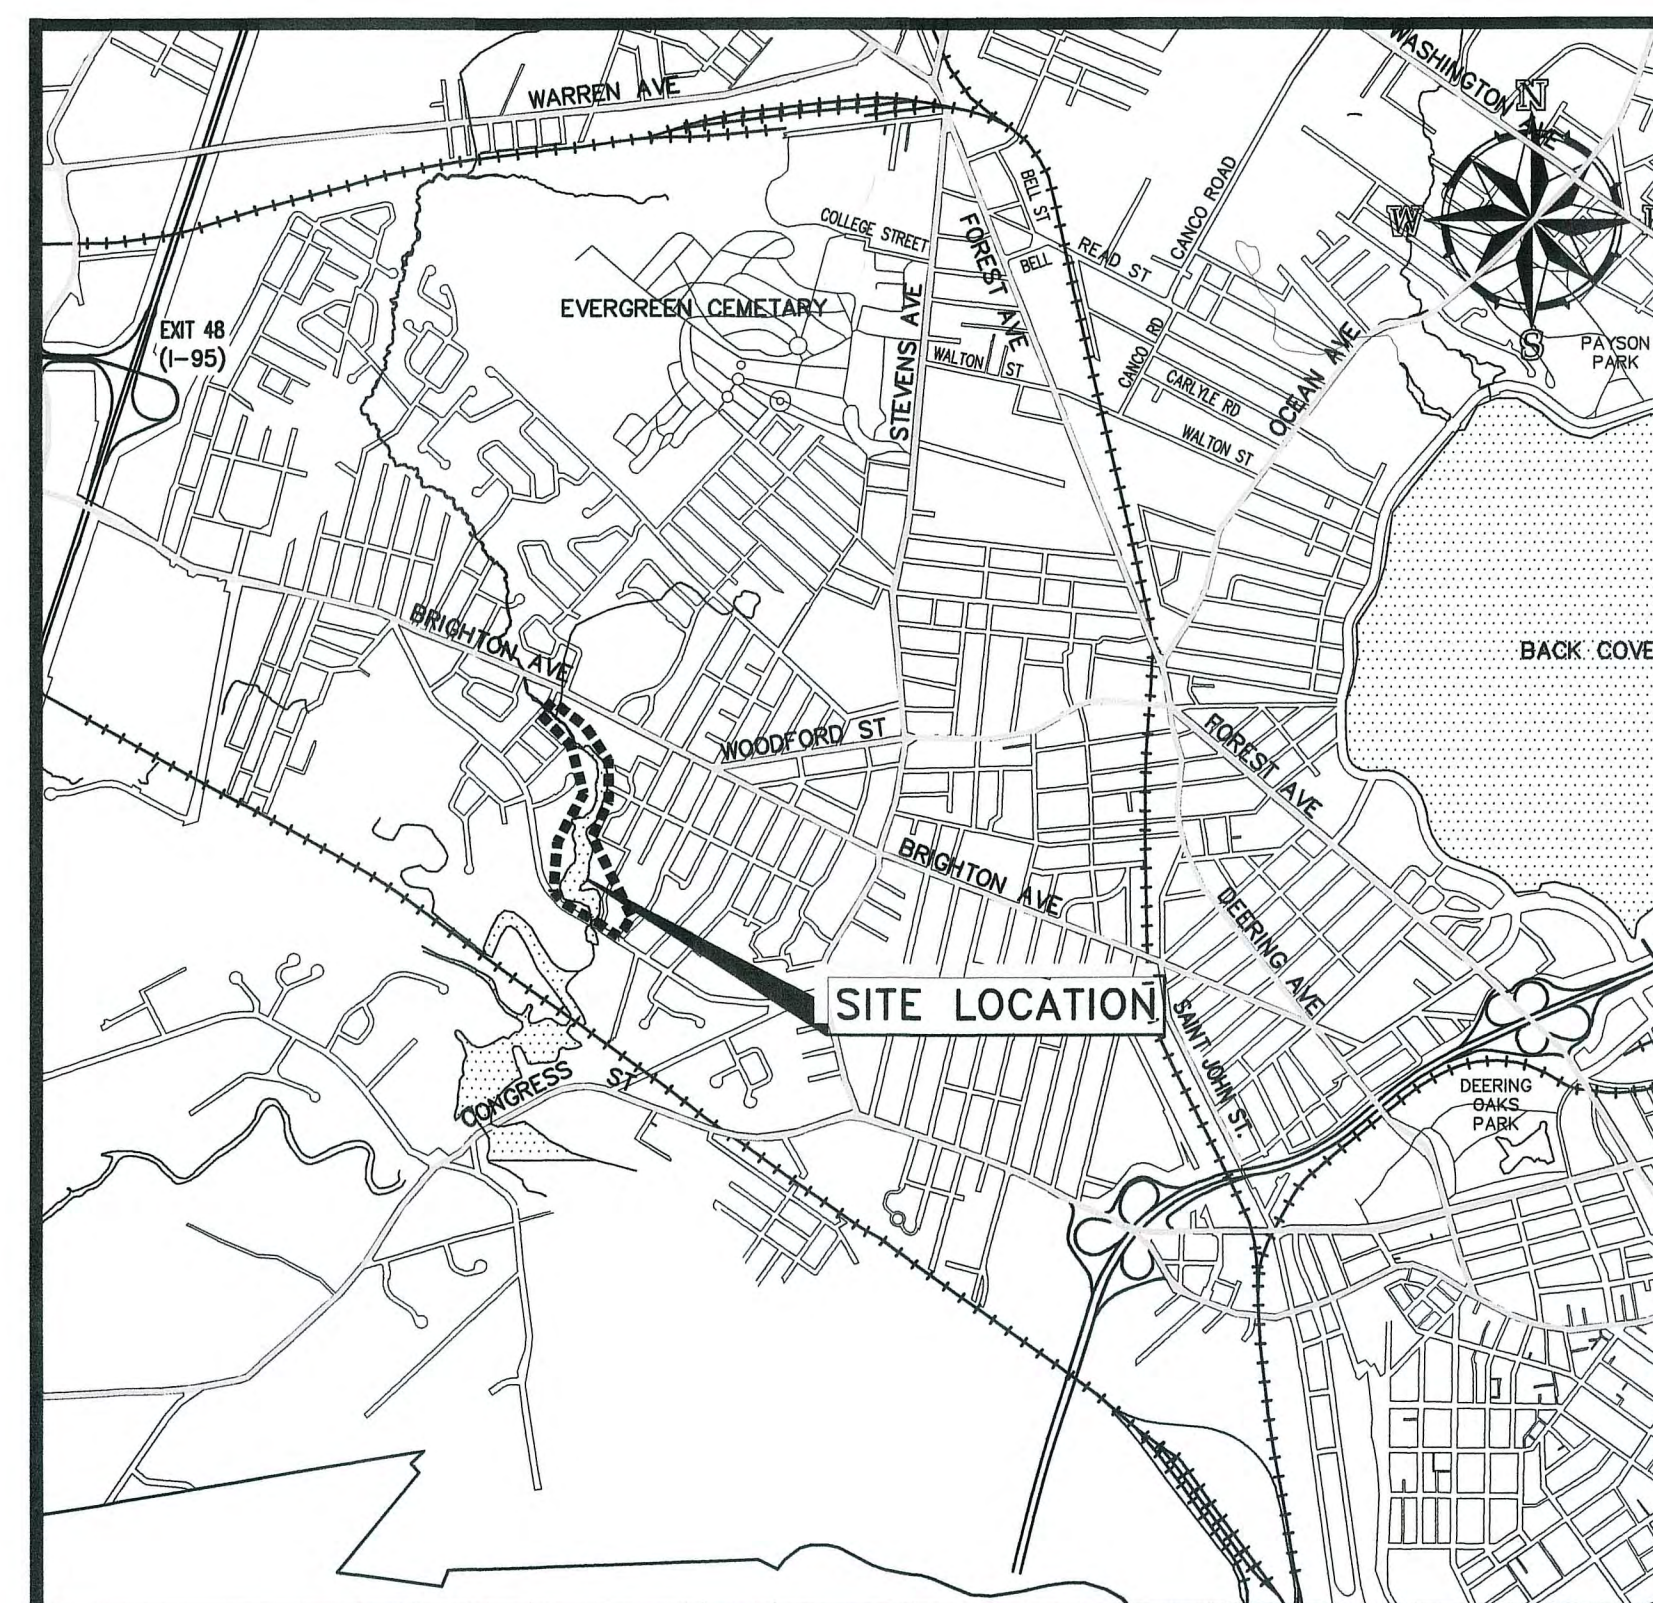 WASHINGTON AVE
WARREN AVE
N
W
S
BELL ST
CANCO ROAD
COLLEGE STREET
FOREST AVE
READ ST
BELL
EVERGREEN CEMETARY
STEVENS AVE
EXIT 48
(I-95)
PAYSON
PARK
OCEAN AVE
CANCO RD
WALTON ST
CARLYLE RD
WALTON ST
BRIGHTON AVE
BACK COVE
WOODFORD ST
FOREST AVE
BRIGHTON AVE
DEERING AVE
SITE LOCATION
SAINT JOHN ST.
CONGRESS ST
DEERING
OAKS
PARK